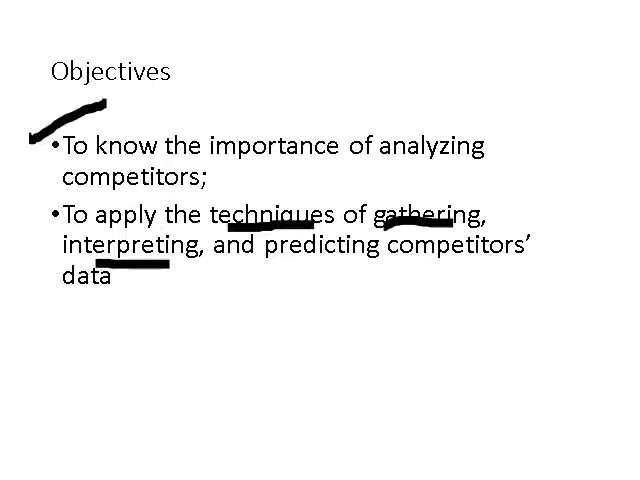 Objectives
•To know the importance of analyzing
competitors;
•To apply the techniques of gathering,
interpreting, and predicting competitors’
data